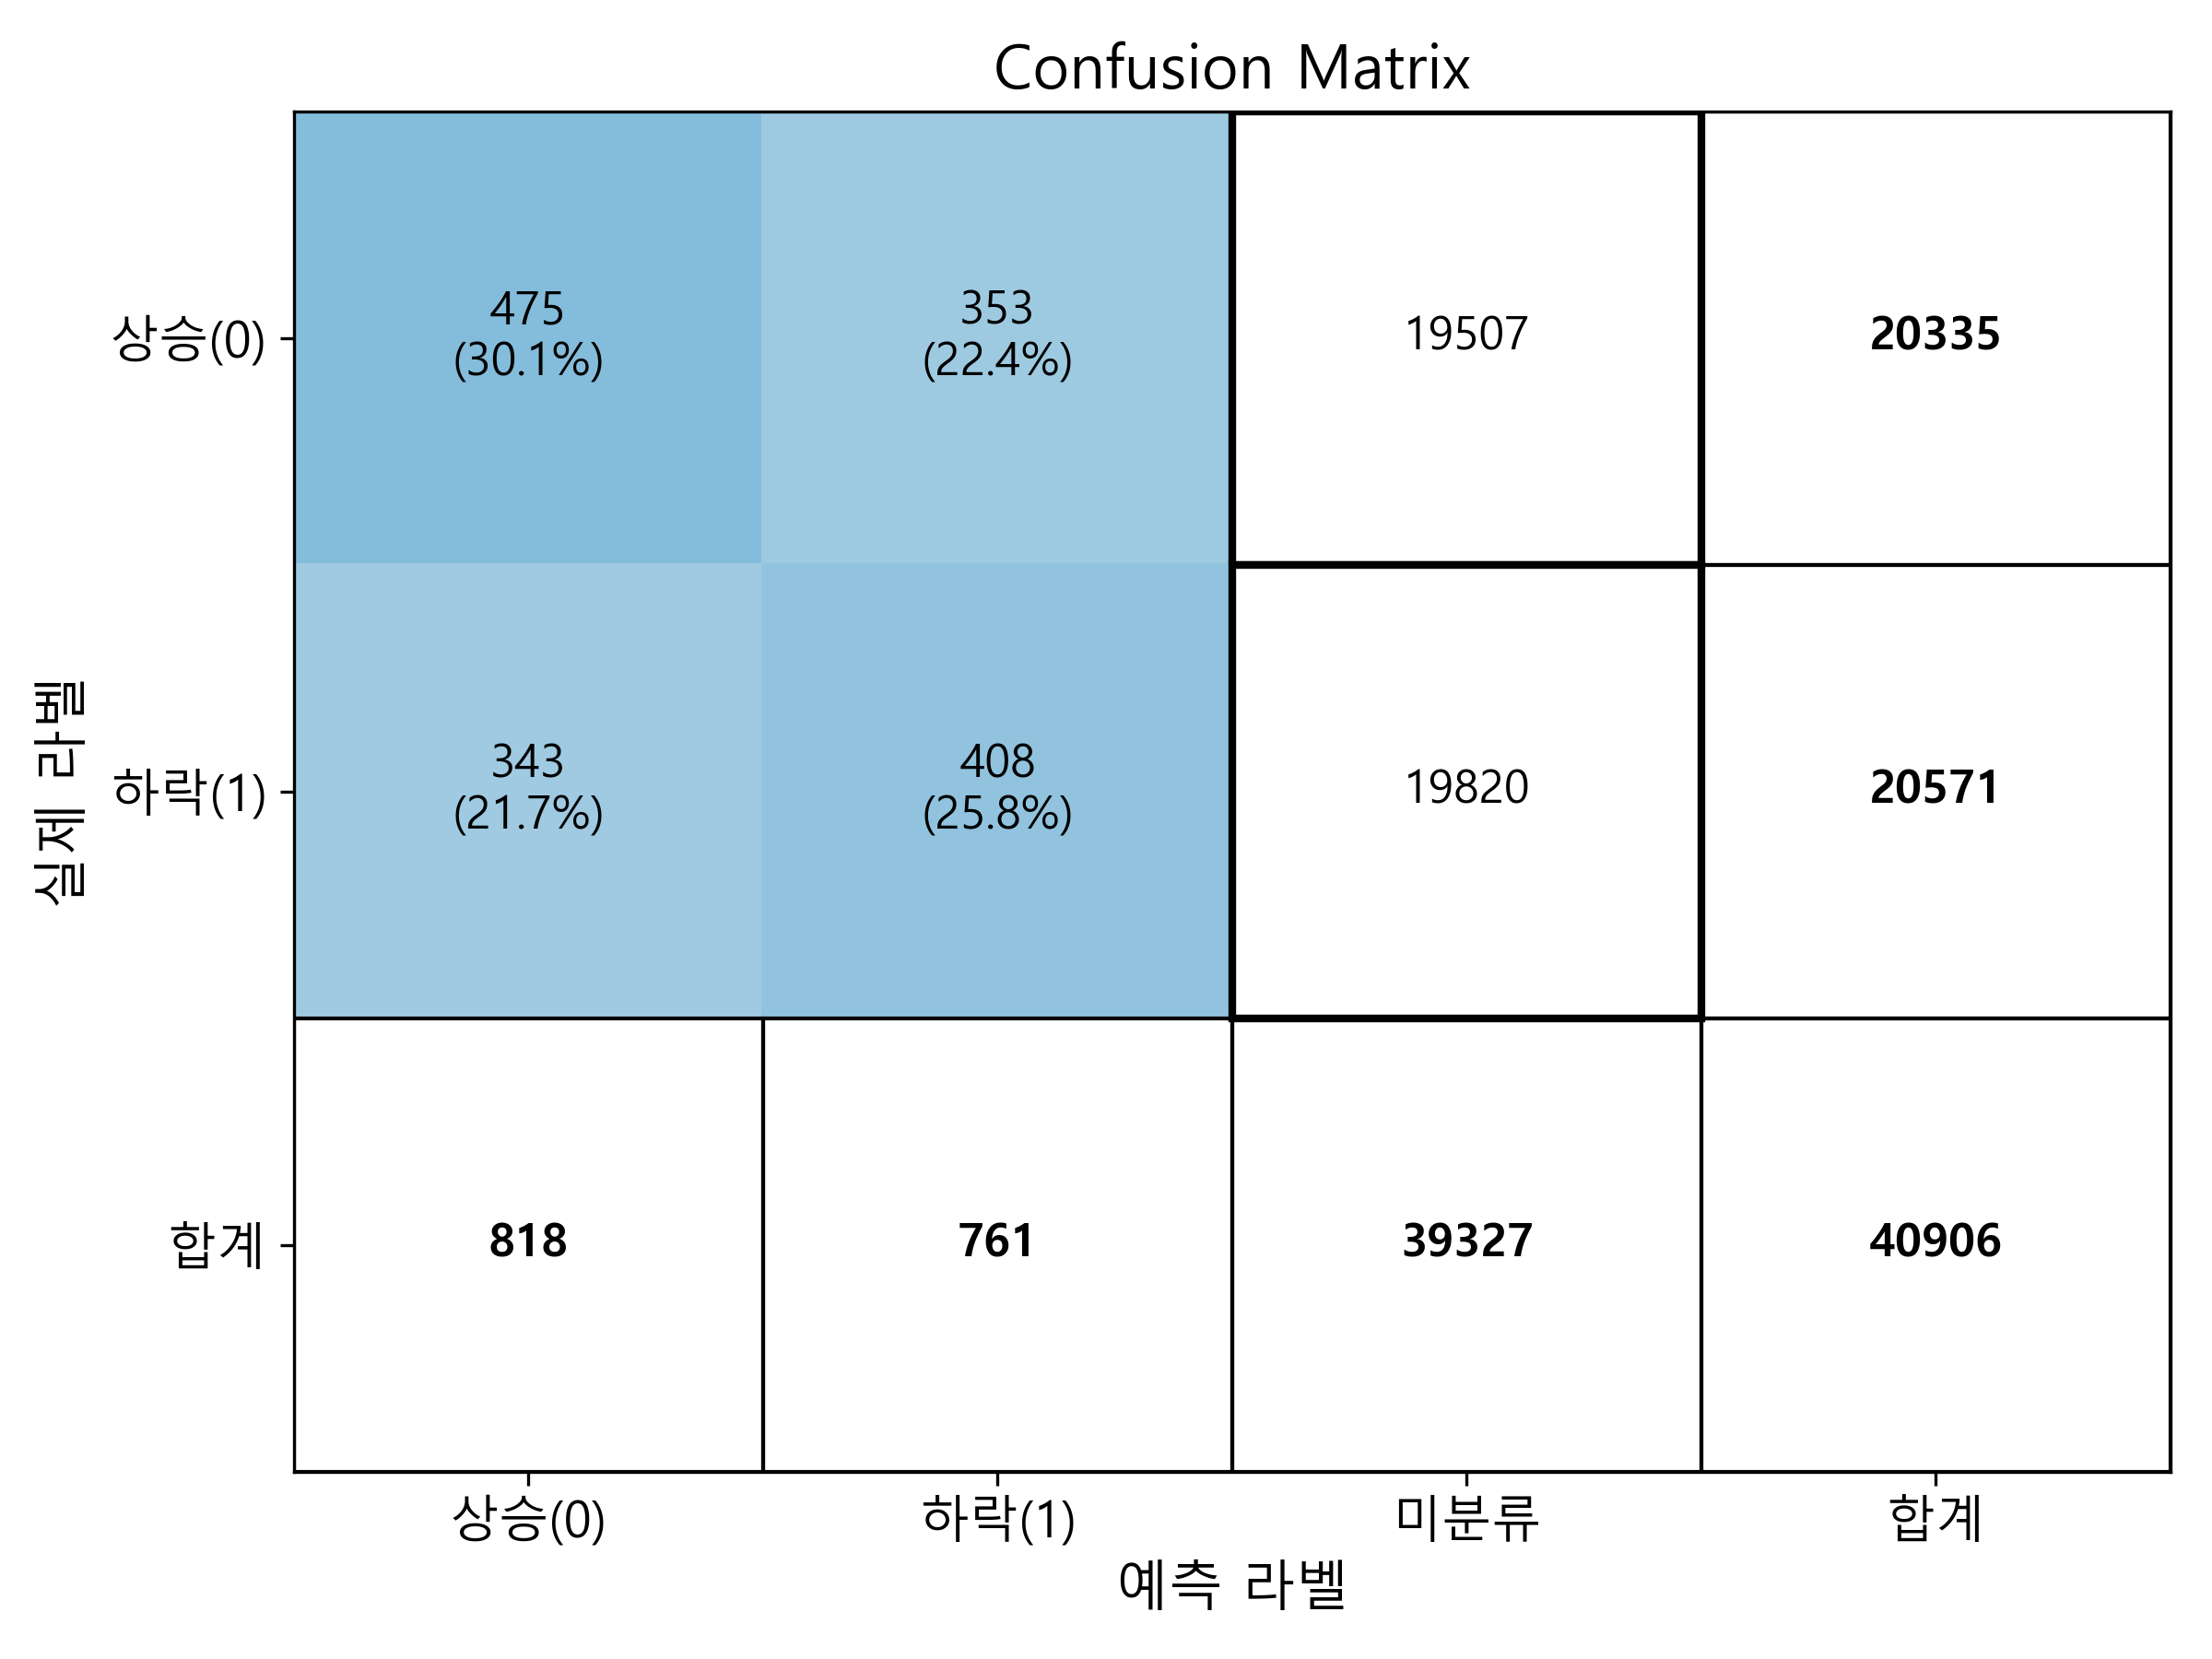 Confusion Matrix
실제 라벨
상승(0)
475
(30.1%)
353
(22.4%)
19507
20335
하락(1)
343
(21.7%)
408
(25.8%)
19820
20571
합계
818
761
39327
40906
상승(0)
하락(1)
미분류
합계
예측 라벨